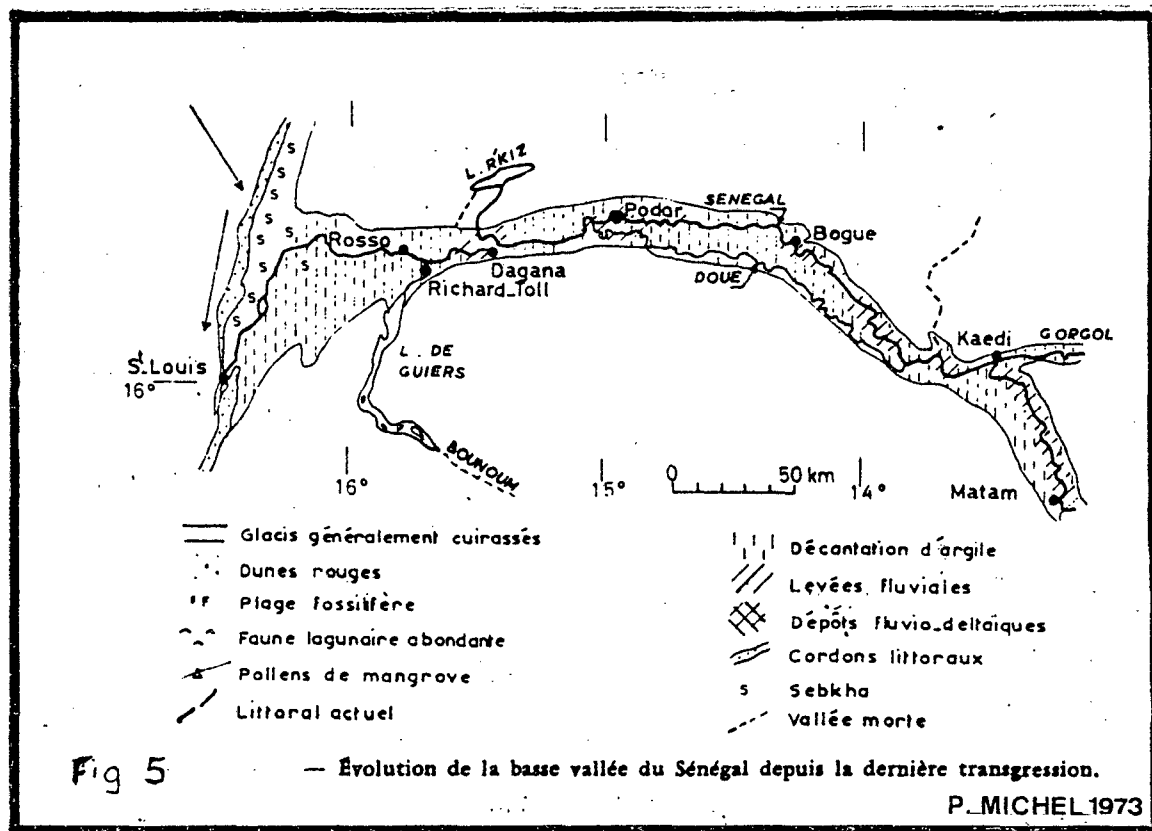 L. R'KIZ
SENEGAL
Podor
Bogue
Rosso
Dagana
Richard_Toll
DOUE
Kaedi
GORGOL
L. DE
GUIERS
St. Louis
16°
BOUNOUM
16°
15°
14°
0 50 km
Matam
Glacis généralement cuirassés
Dunes rouges
Plage fossilifère
Faune lagunaire abondante
Pollens de mangrove
Littoral actuel
Décantation d'argile
Levées fluviales
Dépôts fluvio_deltaïques
Cordons littoraux
s Sebkha
Vallée morte
Fig 5 — Évolution de la basse vallée du Sénégal depuis la dernière transgression.
P_MICHEL 1973
S
S
S
S
S
S
S
S
S
S
S